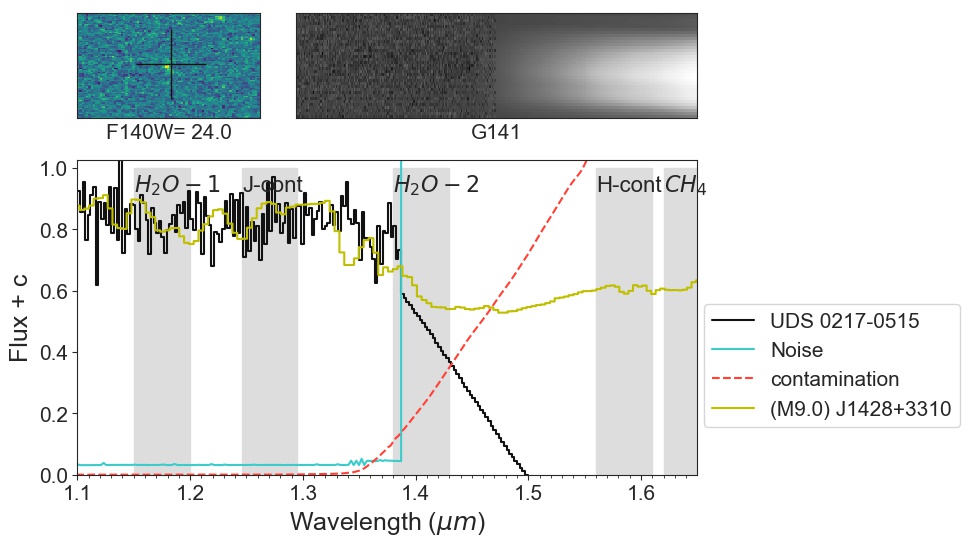 F140W= 24.0
G141
H₂O − 1
J-cont
H₂O − 2
H-cont
CH₄
1.0
0.8
0.6
0.4
0.2
0.0
Flux + c
1.1
1.2
1.3
1.4
1.5
1.6
Wavelength (μm)
UDS 0217-0515
Noise
contamination
(M9.0) J1428+3310